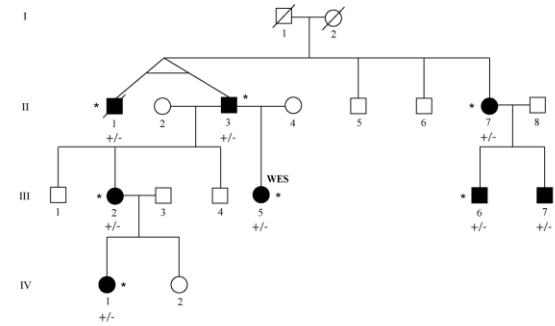 I
1 2
* *
II
1 2 3 4 5 6 * 7 8
+/- +/- +/-
WES
III
1 * 2 3 4 5 * * 6 7
+/- +/- +/- +/-
IV
1 * 2
+/-